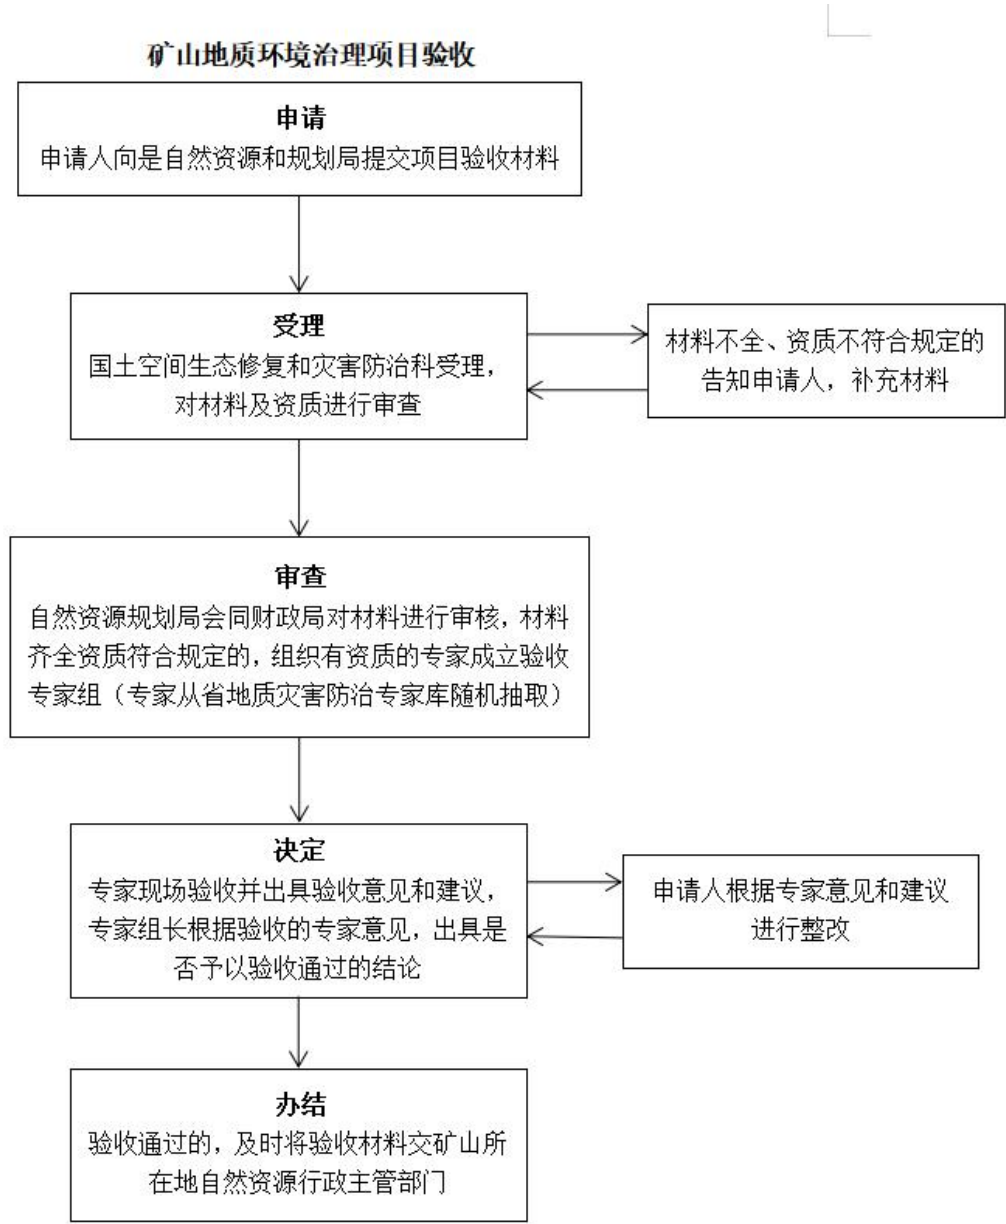 矿山地质环境治理项目验收
申请
申请人向是自然资源和规划局提交项目验收材料
受理
国土空间生态修复和灾害防治科受理，
对材料及资质进行审查
材料不全、资质不符合规定的
告知申请人，补充材料
审查
自然资源规划局会同财政局对材料进行审核，材料
齐全资质符合规定的，组织有资质的专家成立验收
专家组（专家从省地质灾害防治专家库随机抽取）
决定
专家现场验收并出具验收意见和建议，
专家组长根据验收的专家意见，出具是
否予以验收通过的结论
申请人根据专家意见和建议
进行整改
办结
验收通过的，及时将验收材料交矿山所
在地自然资源行政主管部门